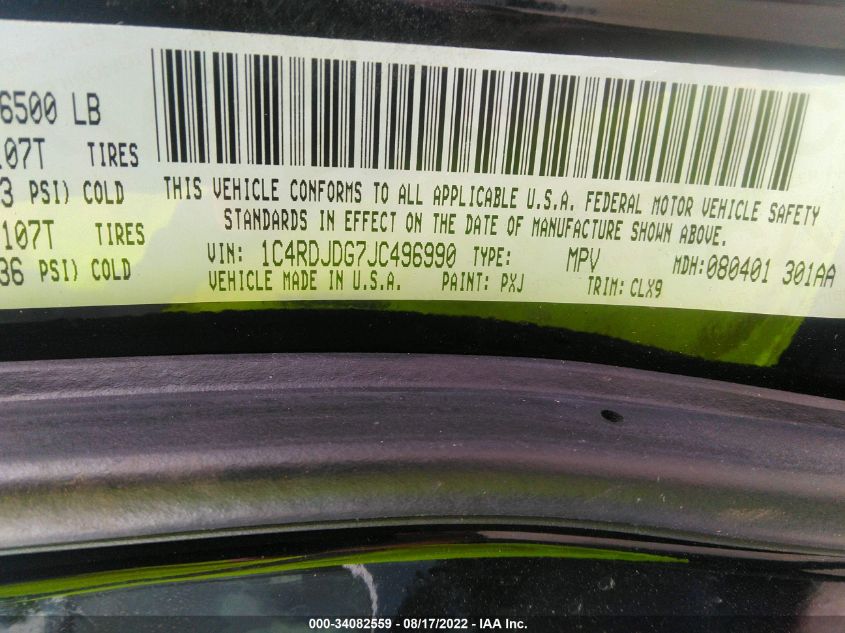 6500 LB
107T TIRES
3 PSI) COLD
107T TIRES
36 PSI) COLD
THIS VEHICLE CONFORMS TO ALL APPLICABLE U.S.A. FEDERAL MOTOR VEHICLE SAFETY
STANDARDS IN EFFECT ON THE DATE OF MANUFACTURE SHOWN ABOVE.
VIN: 1C4RDJDG7JC496990 TYPE: MPV MDH:080401 301AA
VEHICLE MADE IN U.S.A. PAINT: PXJ TRIM: CLX9
000-34082559 — 08/17/2022 — © IAA Inc.